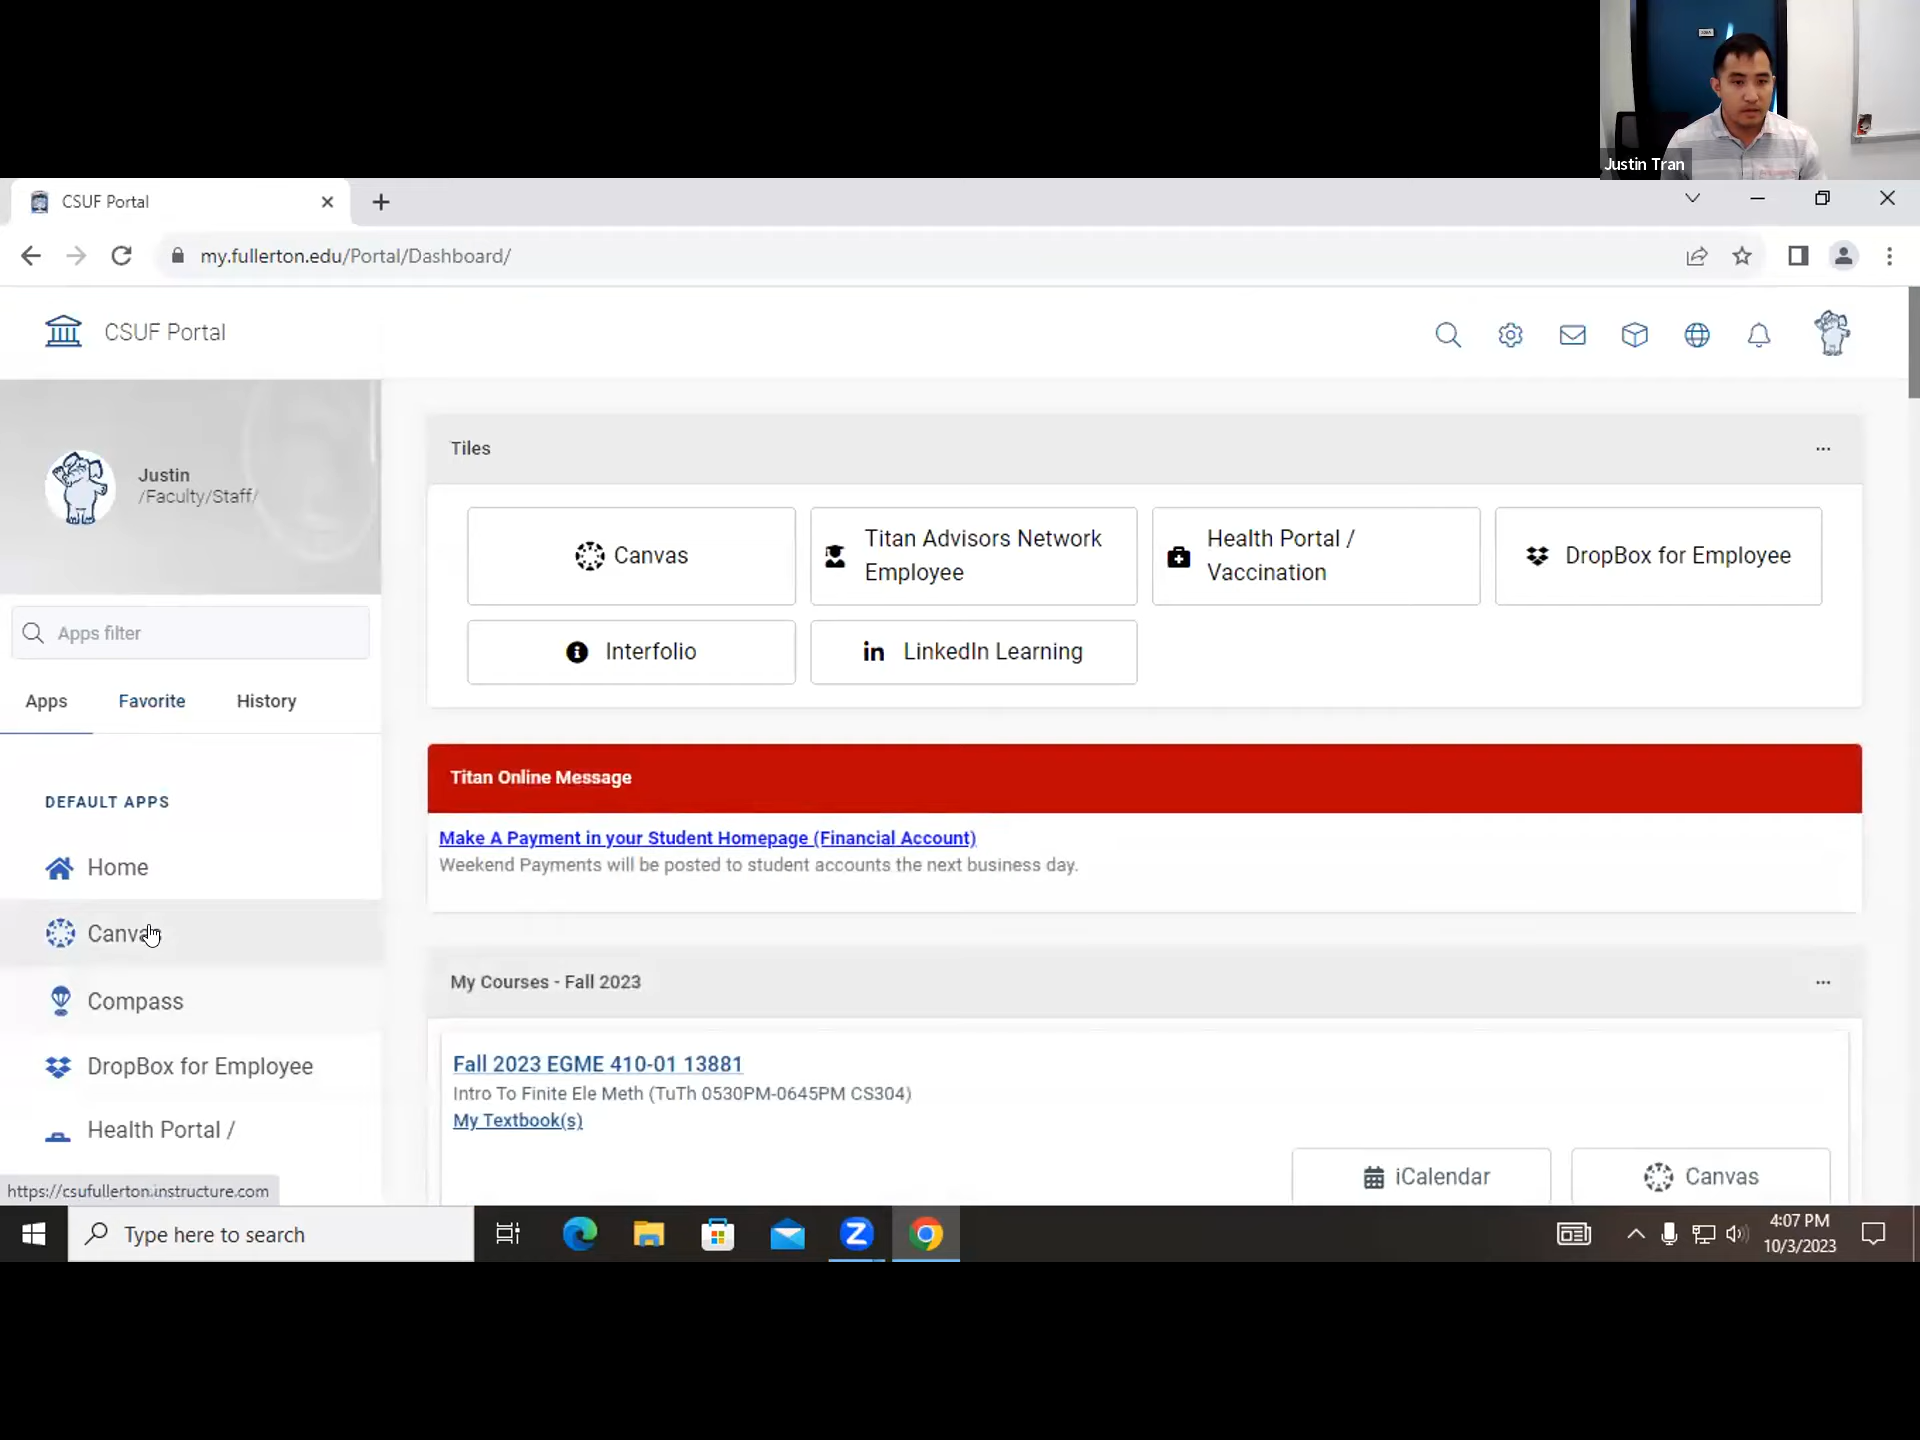 Justin Tran
CSUF Portal
my.fullerton.edu/Portal/Dashboard/
CSUF Portal
Justin
/Faculty/Staff/
Apps filter
Apps Favorite History
DEFAULT APPS
Home
Canvas
Compass
DropBox for Employee
Health Portal /
https://csufullerton.instructure.com
Tiles
Canvas
Titan Advisors Network
Employee
Health Portal /
Vaccination
DropBox for Employee
Interfolio
LinkedIn Learning
Titan Online Message
Make A Payment in your Student Homepage (Financial Account)
Weekend Payments will be posted to student accounts the next business day.
My Courses - Fall 2023
Fall 2023 EGME 410-01 13881
Intro To Finite Ele Meth (TuTh 0530PM-0645PM CS304)
My Textbook(s)
iCalendar
Canvas
Type here to search
4:07 PM
10/3/2023